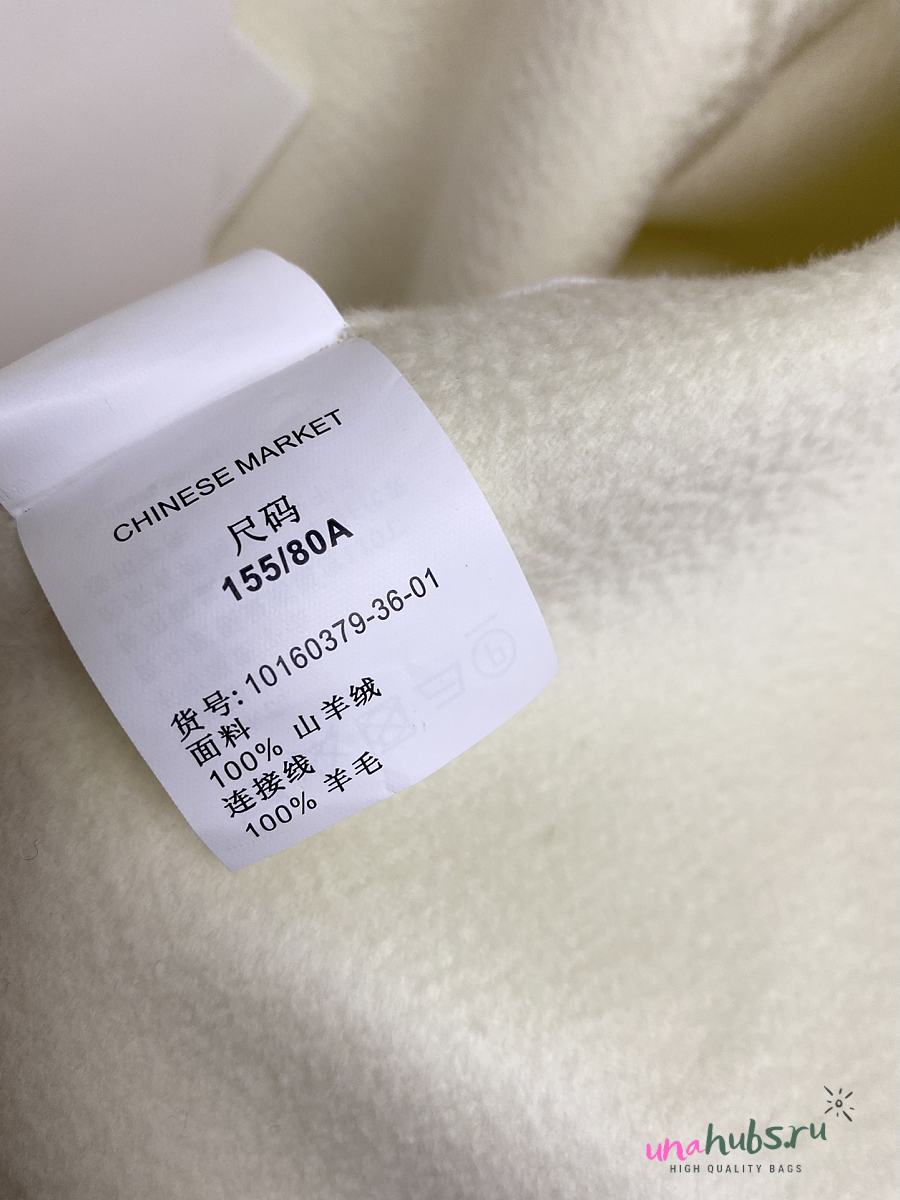 CHINESE MARKET
尺码
155/80A
货号: 10160379-36-01
面料
100% 山羊绒
连接线
100% 羊毛
unahubs.ru
HIGH QUALITY BAGS